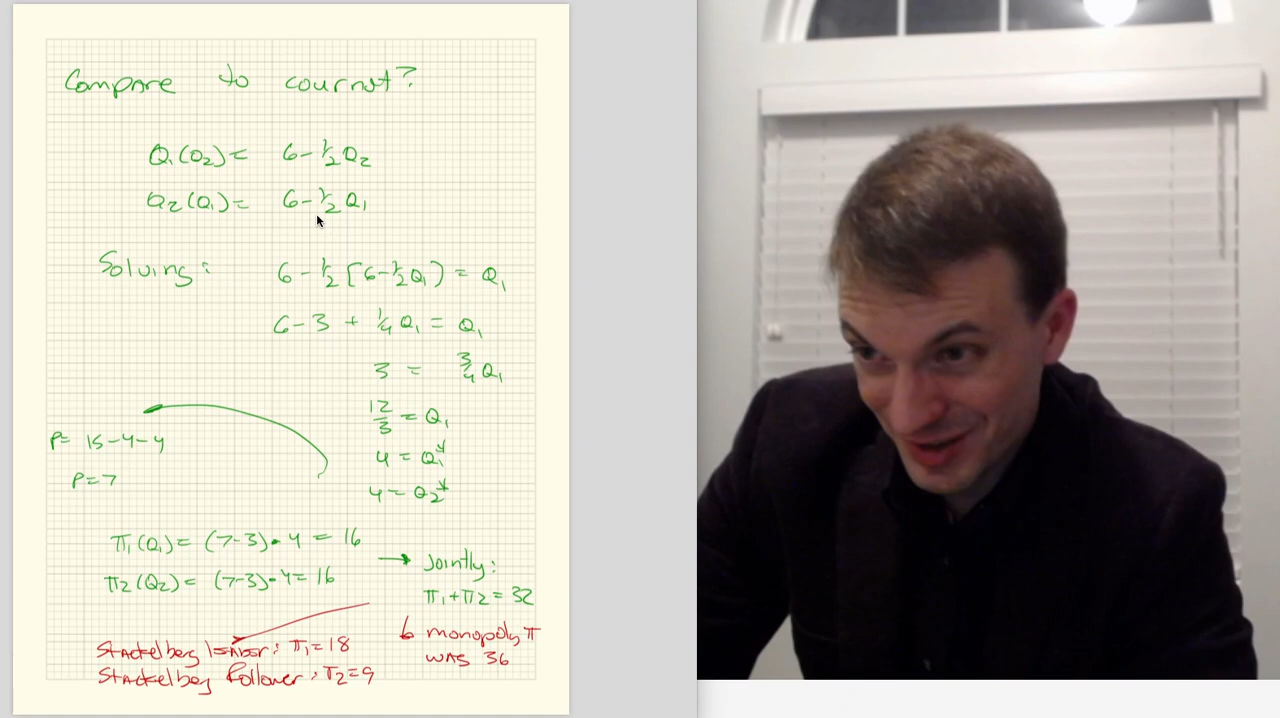 Compare to cournot?
Q₁(Q₂) = 6-½Q₂
Q₂(Q₁) = 6-½Q₁
Solving: 6-½[6-½Q₁) = Q₁
6-3 + ¼Q₁ = Q₁
3 = ¾Q₁
12/3 = Q₁
4 = Q₁*
4 = Q₂*
P= 15-4-4
P=7
π₁(Q₁) = (7-3)·4 = 16
π₂(Q₂) = (7-3)·4 = 16
→ Jointly:
π₁+π₂ = 32
monopoly π
was 36
Stackelberg leader: π₁=18
Stackelberg follower: π₂=9